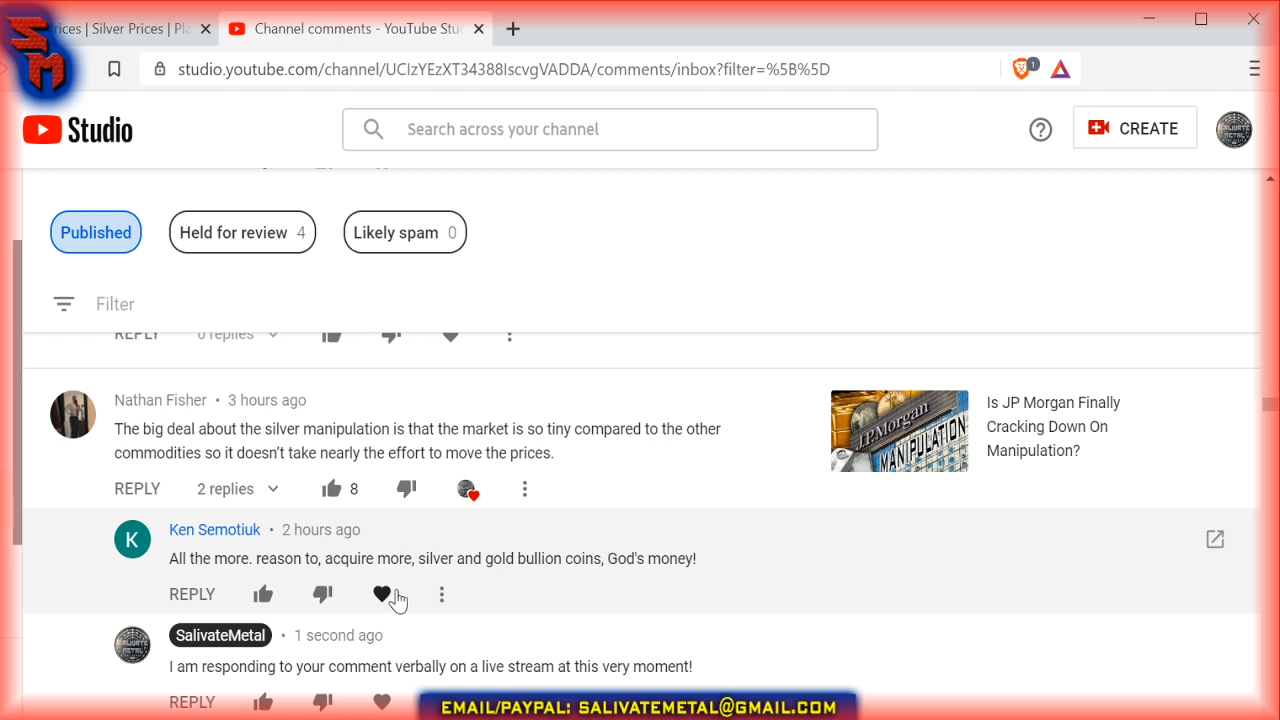 SM
rices | Silver Prices | Pla
Channel comments - YouTube Stu
studio.youtube.com/channel/UCIzYEzXT34388IscvgVADDA/comments/inbox?filter=%5B%5D
1
Studio
Search across your channel
CREATE
Published
Held for review 4
Likely spam 0
Filter
REPLY 0 replies
Nathan Fisher • 3 hours ago
The big deal about the silver manipulation is that the market is so tiny compared to the other
commodities so it doesn't take nearly the effort to move the prices.
REPLY 2 replies 8
J.P.Morgan
MANIPULATION
Is JP Morgan Finally
Cracking Down On
Manipulation?
K
Ken Semotiuk • 2 hours ago
All the more. reason to, acquire more, silver and gold bullion coins, God's money!
REPLY
SalivateMetal • 1 second ago
I am responding to your comment verbally on a live stream at this very moment!
REPLY
EMAIL/PAYPAL: SALIVATEMETAL@GMAIL.COM